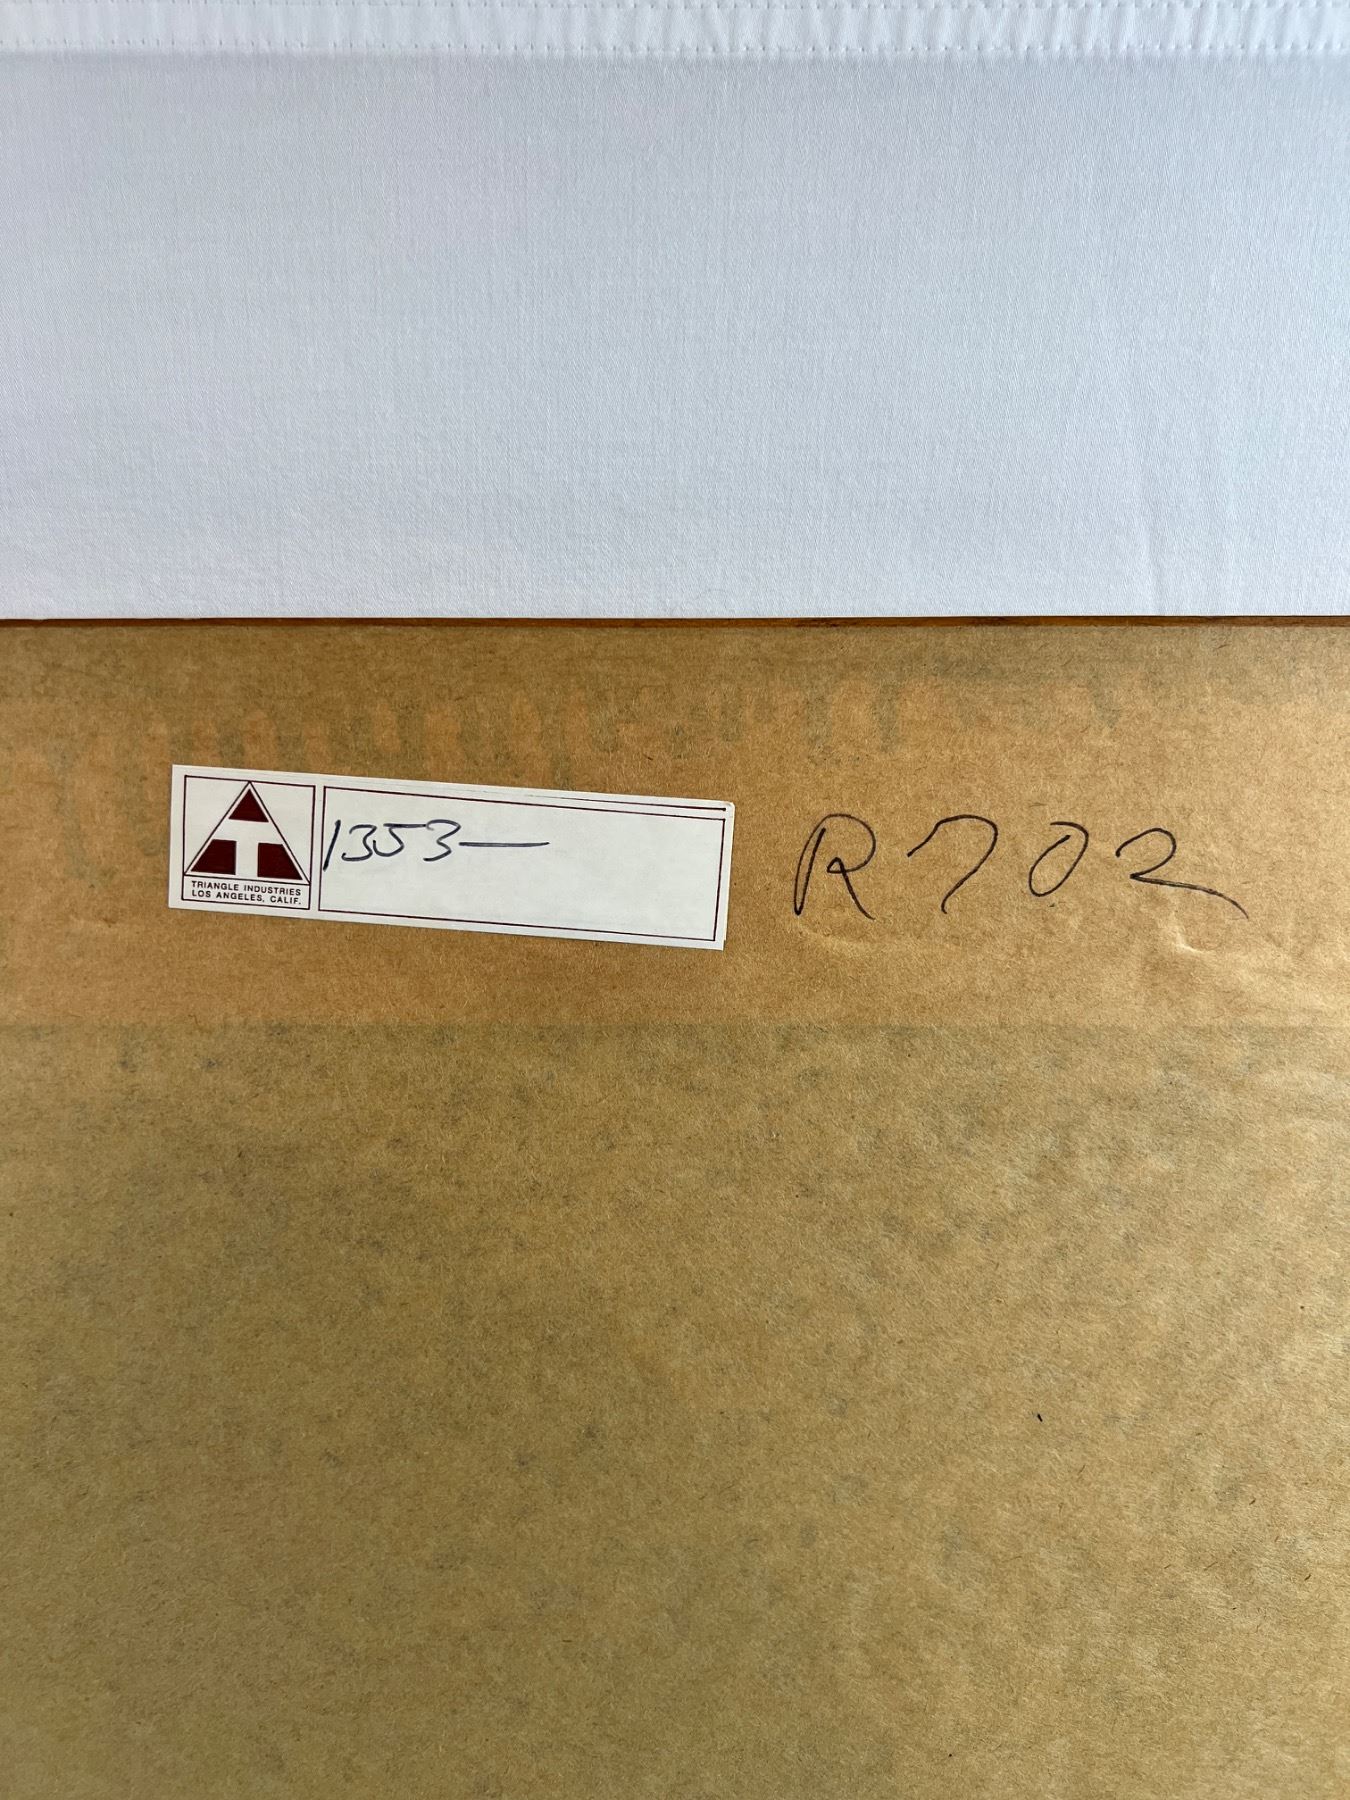 1353—
TRIANGLE INDUSTRIES
LOS ANGELES, CALIF.
R702